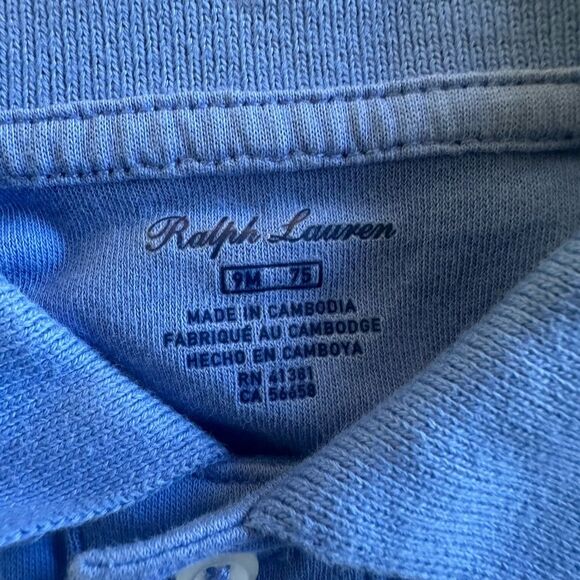 Ralph Lauren
9M 75
MADE IN CAMBODIA
FABRIQUÉ AU CAMBODGE
HECHO EN CAMBOYA
RN 41381
CA 56658